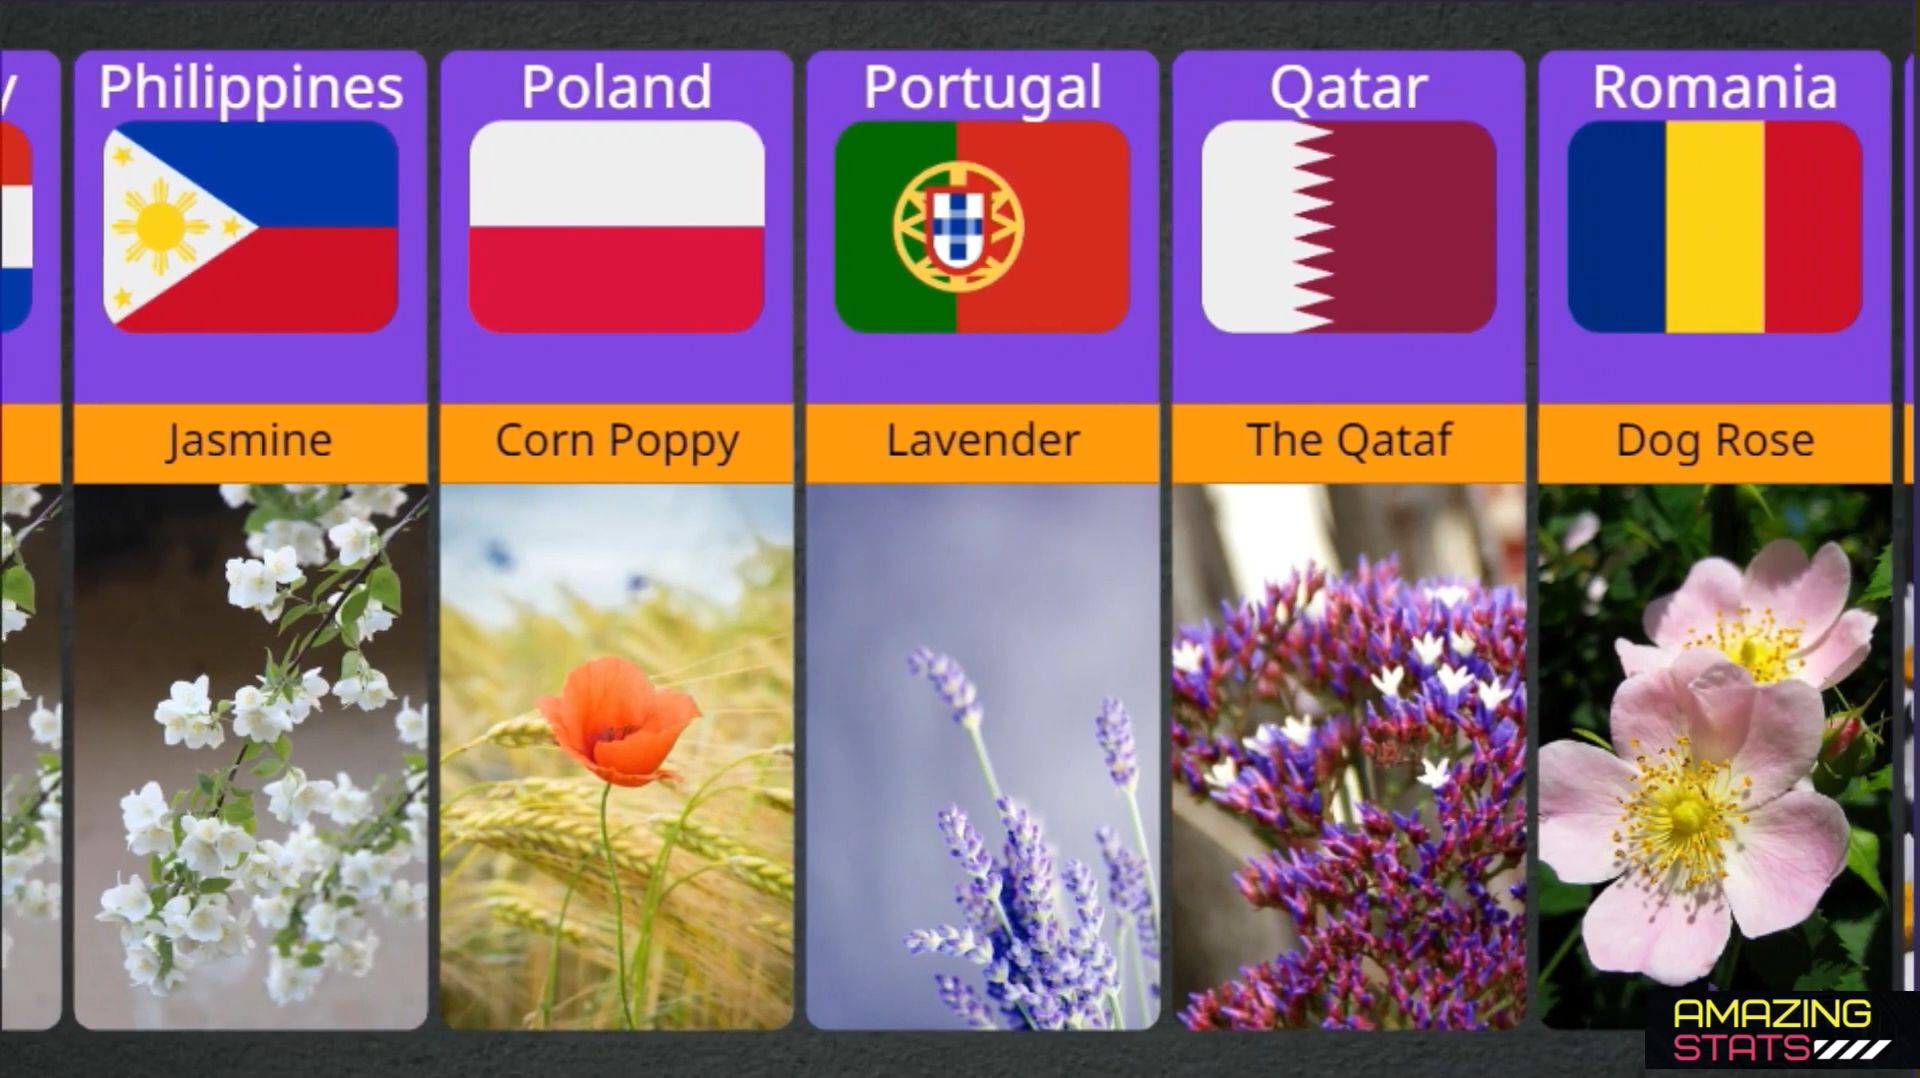 Philippines
Poland
Portugal
Qatar
Romania
Jasmine
Corn Poppy
Lavender
The Qataf
Dog Rose
AMAZING
STATS